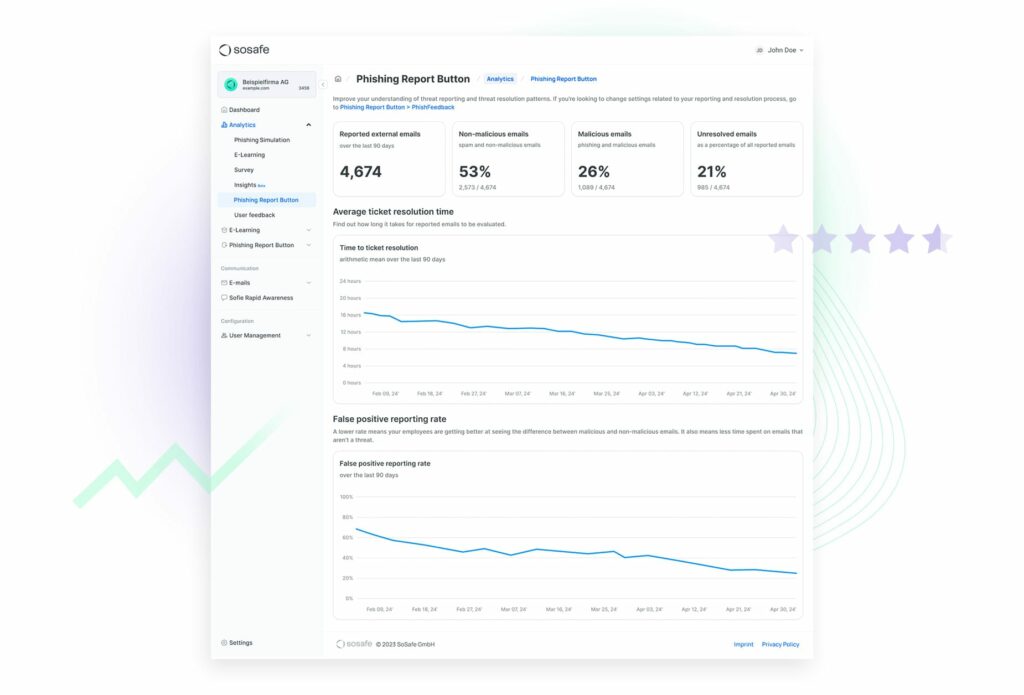 sosafe
JD John Doe
Beispielfirma AG
example.com 3458
Dashboard
Analytics
Phishing Simulation
E-Learning
Survey
Insights Beta
Phishing Report Button
User feedback
E-Learning
Phishing Report Button
Communication
E-mails
Sofie Rapid Awareness
Configuration
User Management
Settings
/ Phishing Report Button / Analytics / Phishing Report Button
Improve your understanding of threat reporting and threat resolution patterns. If you're looking to change settings related to your reporting and resolution process, go
to Phishing Report Button > PhishFeedback
Reported external emails
over the last 90 days
4,674
Non-malicious emails
spam and non-malicious emails
53%
2,573 / 4,674
Malicious emails
phishing and malicious emails
26%
1,089 / 4,674
Unresolved emails
as a percentage of all reported emails
21%
985 / 4,674
Average ticket resolution time
Find out how long it takes for reported emails to be evaluated.
Time to ticket resolution
arithmetic mean over the last 90 days
24 hours
20 hours
16 hours
12 hours
8 hours
4 hours
0 hours
Feb 09, 24' Feb 18, 24' Feb 27, 24' Mar 07, 24' Mar 16, 24' Mar 25, 24' Apr 03, 24' Apr 12, 24' Apr 21, 24' Apr 30, 24'
False positive reporting rate
A lower rate means your employees are getting better at seeing the difference between malicious and non-malicious emails. It also means less time spent on emails that
aren't a threat.
False positive reporting rate
over the last 90 days
100%
80%
60%
40%
20%
0%
Feb 09, 24' Feb 18, 24' Feb 27, 24' Mar 07, 24' Mar 16, 24' Mar 25, 24' Apr 03, 24' Apr 12, 24' Apr 21, 24' Apr 30, 24'
sosafe © 2023 SoSafe GmbH
Imprint Privacy Policy